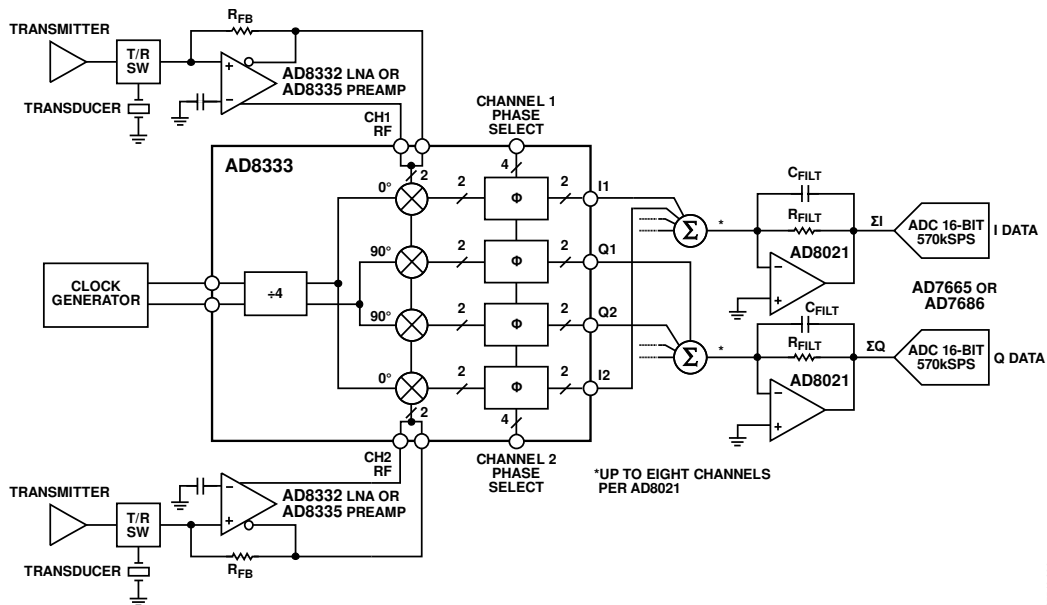 TRANSMITTER
T/R
SW
TRANSDUCER
RFB
+
−
AD8332 LNA OR
AD8335 PREAMP
CH1
RF
CHANNEL 1
PHASE
SELECT
AD8333
2
4
0°
2
Φ
2
I1
90°
2
Φ
2
Q1
CLOCK
GENERATOR
÷4
90°
2
Φ
2
Q2
0°
2
Φ
2
I2
2
4
CH2
RF
CHANNEL 2
PHASE
SELECT
Σ
*
CFILT
RFILT
−
+
AD8021
ΣI
ADC 16-BIT
570kSPS
I DATA
AD7665 OR
AD7686
Σ
*
CFILT
RFILT
−
+
AD8021
ΣQ
ADC 16-BIT
570kSPS
Q DATA
*UP TO EIGHT CHANNELS
PER AD8021
TRANSMITTER
T/R
SW
TRANSDUCER
−
+
AD8332 LNA OR
AD8335 PREAMP
RFB